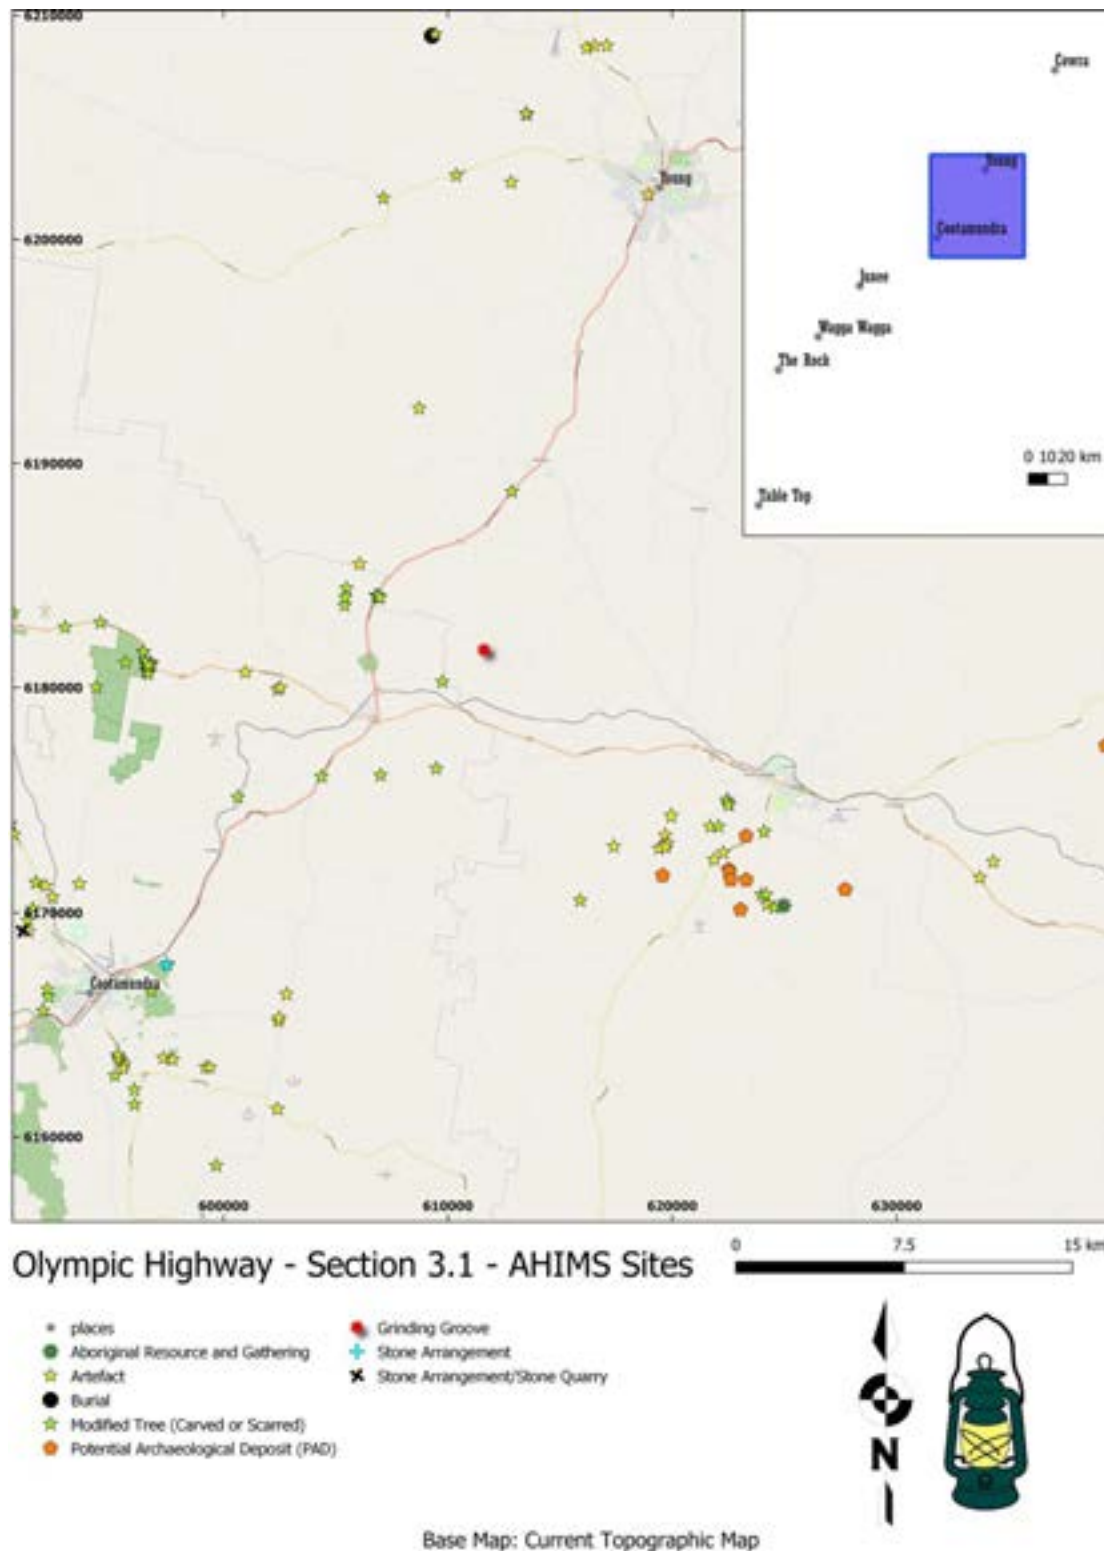 6210000
Cowra
Young
Young
6200000
Cootamundra
Junee
Wagga Wagga
The Rock
6190000
0 1020 km
Table Top
6180000
6170000
Cootamundra
6160000
600000
610000
620000
630000
Olympic Highway - Section 3.1 - AHIMS Sites
0 7.5 15 km
places
Aboriginal Resource and Gathering
Artefact
Burial
Modified Tree (Carved or Scarred)
Potential Archaeological Deposit (PAD)
Grinding Groove
Stone Arrangement
Stone Arrangement/Stone Quarry
N
Base Map: Current Topographic Map